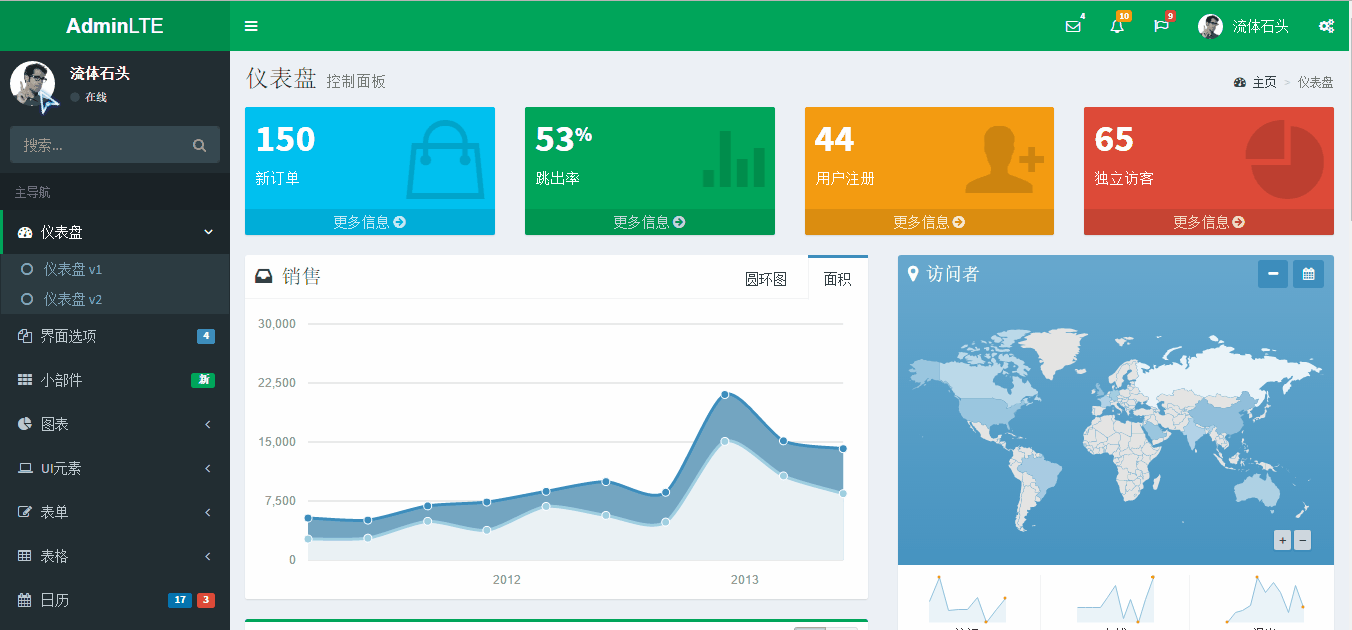 AdminLTE
4
10
9
流体石头
流体石头
在线
搜索...
主导航
仪表盘
仪表盘 v1
仪表盘 v2
界面选项 4
小部件 新
图表
UI元素
表单
表格
日历 17 3
仪表盘 控制面板
主页 > 仪表盘
150
新订单
更多信息
53%
跳出率
更多信息
44
用户注册
更多信息
65
独立访客
更多信息
销售
圆环图
面积
30,000
22,500
15,000
7,500
0
2012
2013
访问者
+
−